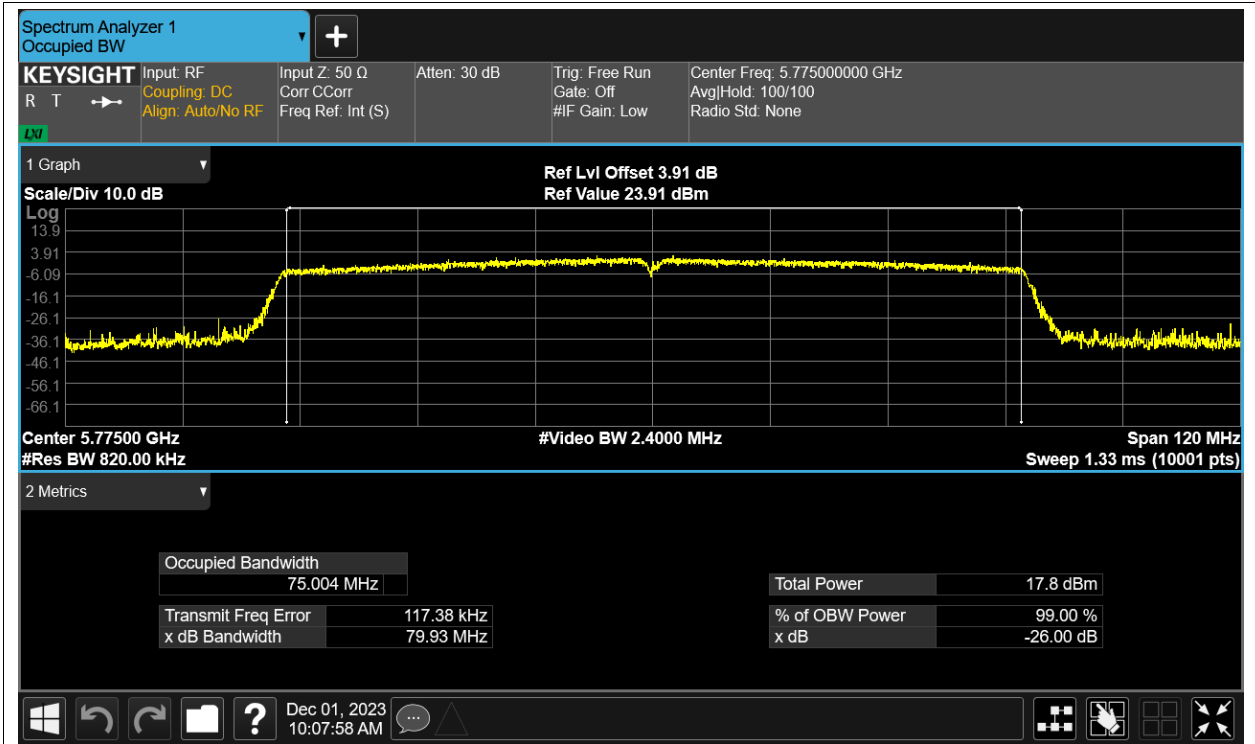 Spectrum Analyzer 1
Occupied BW
KEYSIGHT
R T
LXI
Input: RF
Coupling: DC
Align: Auto/No RF
Input Z: 50 Ω
Corr CCorr
Freq Ref: Int (S)
Atten: 30 dB
Trig: Free Run
Gate: Off
#IF Gain: Low
Center Freq: 5.775000000 GHz
Avg|Hold: 100/100
Radio Std: None
1 Graph
Scale/Div 10.0 dB
Ref Lvl Offset 3.91 dB
Ref Value 23.91 dBm
Log
13.9
3.91
-6.09
-16.1
-26.1
-36.1
-46.1
-56.1
-66.1
Center 5.77500 GHz
#Res BW 820.00 kHz
#Video BW 2.4000 MHz
Span 120 MHz
Sweep 1.33 ms (10001 pts)
2 Metrics
Occupied Bandwidth
75.004 MHz
Transmit Freq Error 117.38 kHz
x dB Bandwidth 79.93 MHz
Total Power 17.8 dBm
% of OBW Power 99.00 %
x dB -26.00 dB
?
Dec 01, 2023
10:07:58 AM